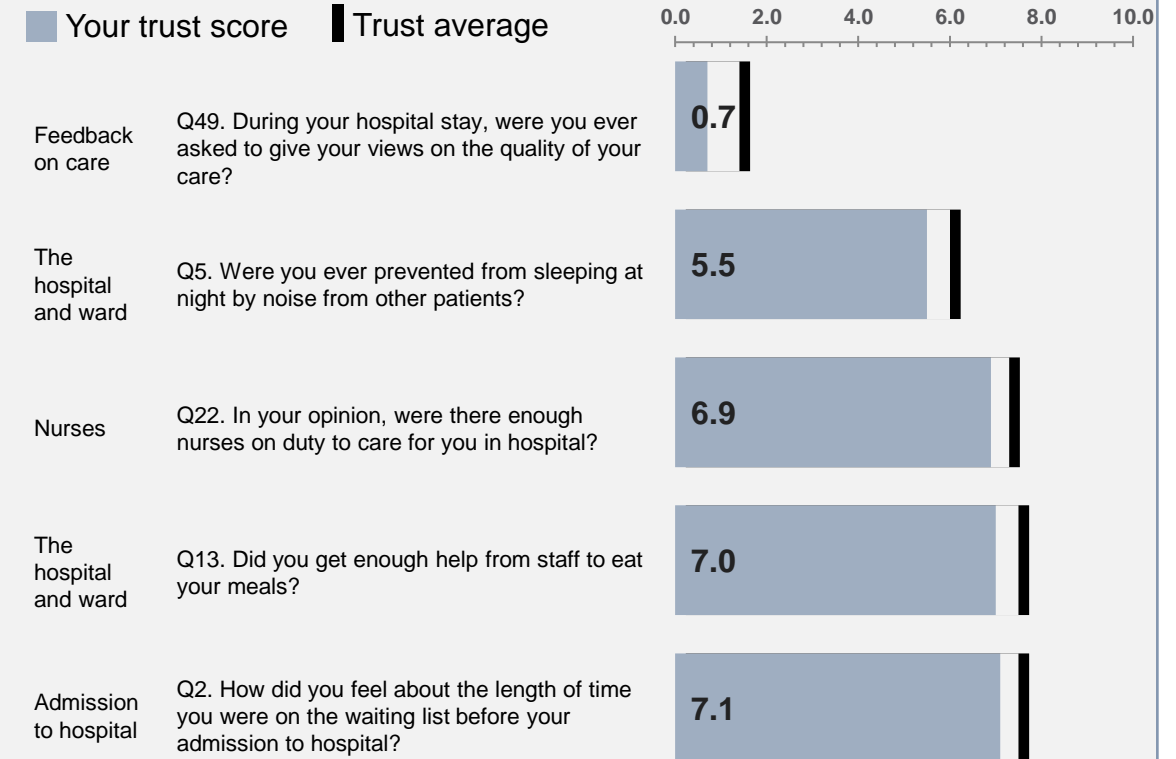 Your trust score
Trust average
0.0 2.0 4.0 6.0 8.0 10.0
Feedback
on care
Q49. During your hospital stay, were you ever
asked to give your views on the quality of your
care?
0.7
The
hospital
and ward
Q5. Were you ever prevented from sleeping at
night by noise from other patients?
5.5
Nurses
Q22. In your opinion, were there enough
nurses on duty to care for you in hospital?
6.9
The
hospital
and ward
Q13. Did you get enough help from staff to eat
your meals?
7.0
Admission
to hospital
Q2. How did you feel about the length of time
you were on the waiting list before your
admission to hospital?
7.1